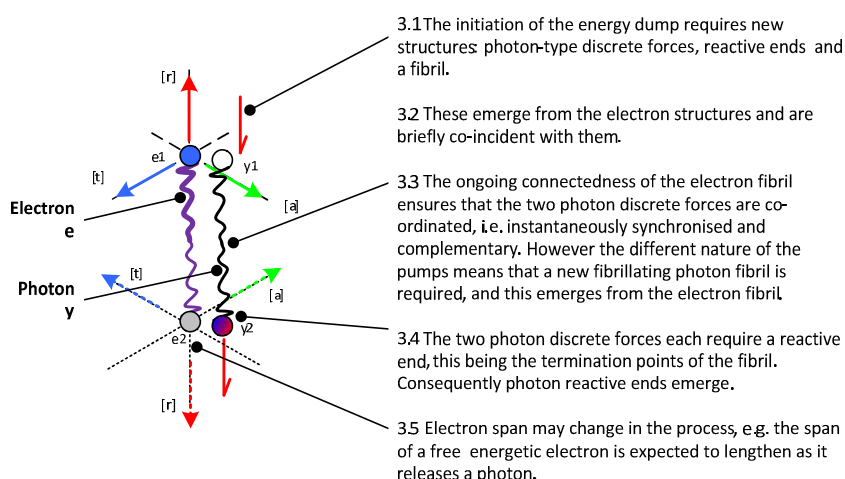 3.1 The initiation of the energy dump requires new
structures: photon-type discrete forces, reactive ends and
a fibril.
3.2 These emerge from the electron structures and are
briefly co-incident with them.
3.3 The ongoing connectedness of the electron fibril
ensures that the two photon discrete forces are co-
ordinated, i.e. instantaneously synchronised and
complementary. However the different nature of the
pumps means that a new fibrillating photon fibril is
required, and this emerges from the electron fibril.
3.4 The two photon discrete forces each require a reactive
end, this being the termination points of the fibril.
Consequently photon reactive ends emerge.
3.5 Electron span may change in the process, e.g. the span
of a free energetic electron is expected to lengthen as it
releases a photon.
[r]
e1
y1
[t]
[a]
Electron
e
[t]
[a]
Photon
y
e2
y2
[r]